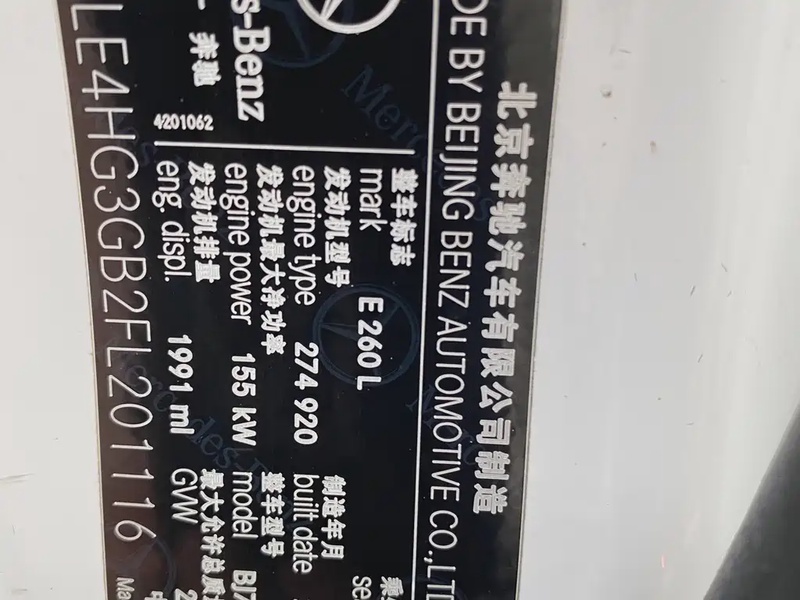 北京奔驰汽车有限公司制造
DE BY BEIJING BENZ AUTOMOTIVE CO.,LT
整车标志
mark
E 260 L
发动机型号
engine type
274 920
制造年月
built date
发动机最大净功率
engine power
155 kW
整车型号
model
BJ7
发动机排量
eng. displ.
1991 ml
最大允许总质
GVW
s-Benz
奔驰
4201062
LE4HG3GB2FL201116